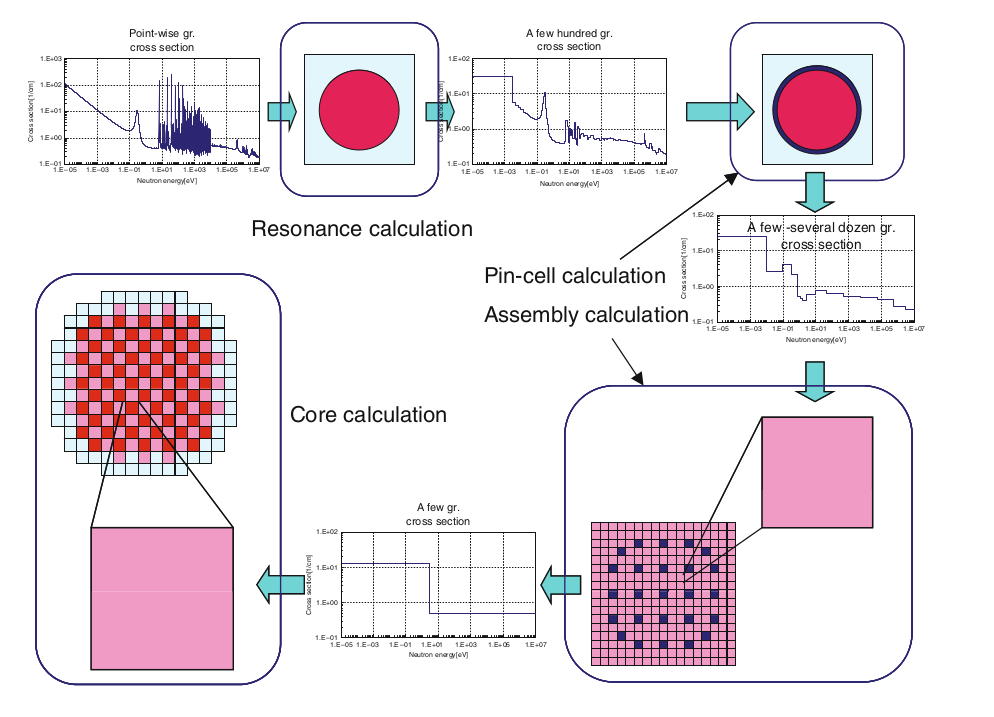 Point-wise gr.
cross section
1.E+03
1.E+02
1.E+01
1.E+00
1.E-01
Cross section[1/cm]
1.E-05 1.E-03 1.E-01 1.E+01 1.E+03 1.E+05 1.E+07
Neutron energy[eV]
A few hundred gr.
cross section
1.E+02
1.E+01
1.E+00
1.E-01
Cross section[1/cm]
1.E-05 1.E-03 1.E-01 1.E+01 1.E+03 1.E+05 1.E+07
Neutron energy[eV]
Resonance calculation
A few -several dozen gr.
cross section
1.E+02
1.E+01
1.E+00
1.E-01
Cross section[1/cm]
1.E-05 1.E-03 1.E-01 1.E+01 1.E+03 1.E+05 1.E+07
Neutron energy[eV]
Pin-cell calculation
Assembly calculation
Core calculation
A few gr.
cross section
1.E+02
1.E+01
1.E+00
1.E-01
Cross section[1/cm]
1.E-05 1.E-03 1.E-01 1.E+01 1.E+03 1.E+05 1.E+07
Neutron energy[eV]